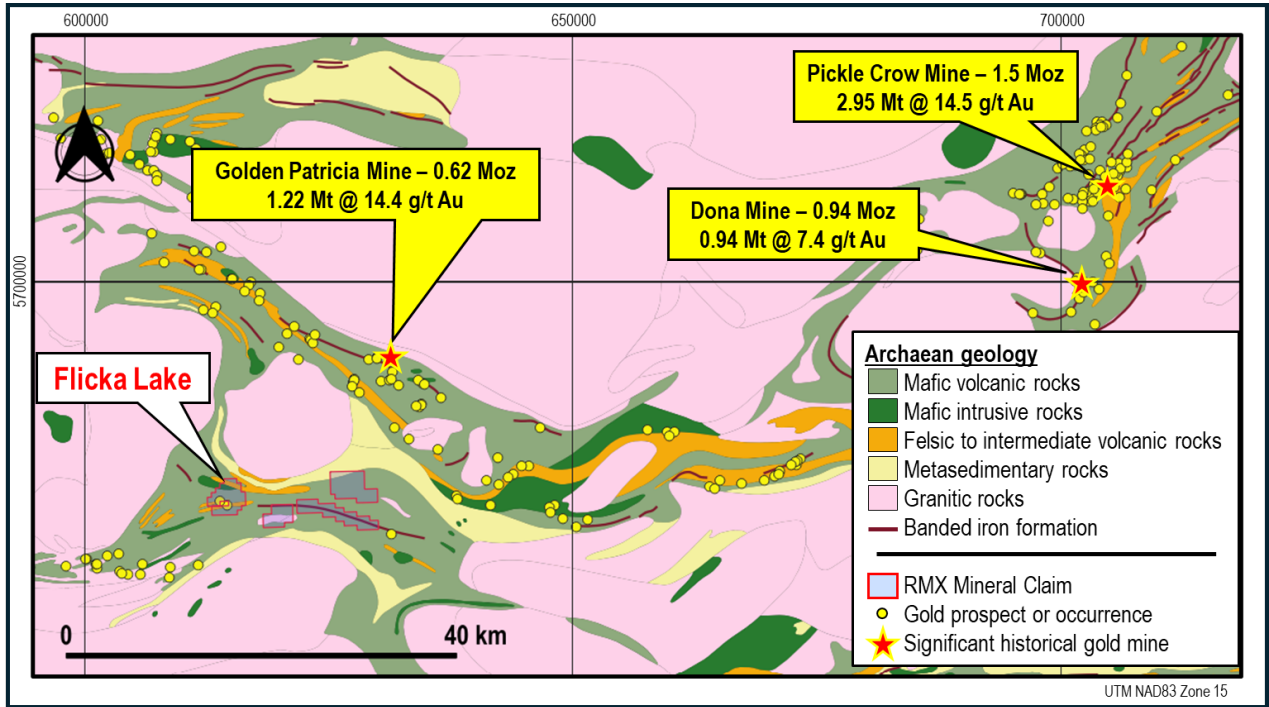 600000
650000
700000
5700000
Pickle Crow Mine – 1.5 Moz
2.95 Mt @ 14.5 g/t Au
Golden Patricia Mine – 0.62 Moz
1.22 Mt @ 14.4 g/t Au
Dona Mine – 0.94 Moz
0.94 Mt @ 7.4 g/t Au
Flicka Lake
Archaean geology
Mafic volcanic rocks
Mafic intrusive rocks
Felsic to intermediate volcanic rocks
Metasedimentary rocks
Granitic rocks
Banded iron formation
RMX Mineral Claim
Gold prospect or occurrence
Significant historical gold mine
0
40 km
UTM NAD83 Zone 15